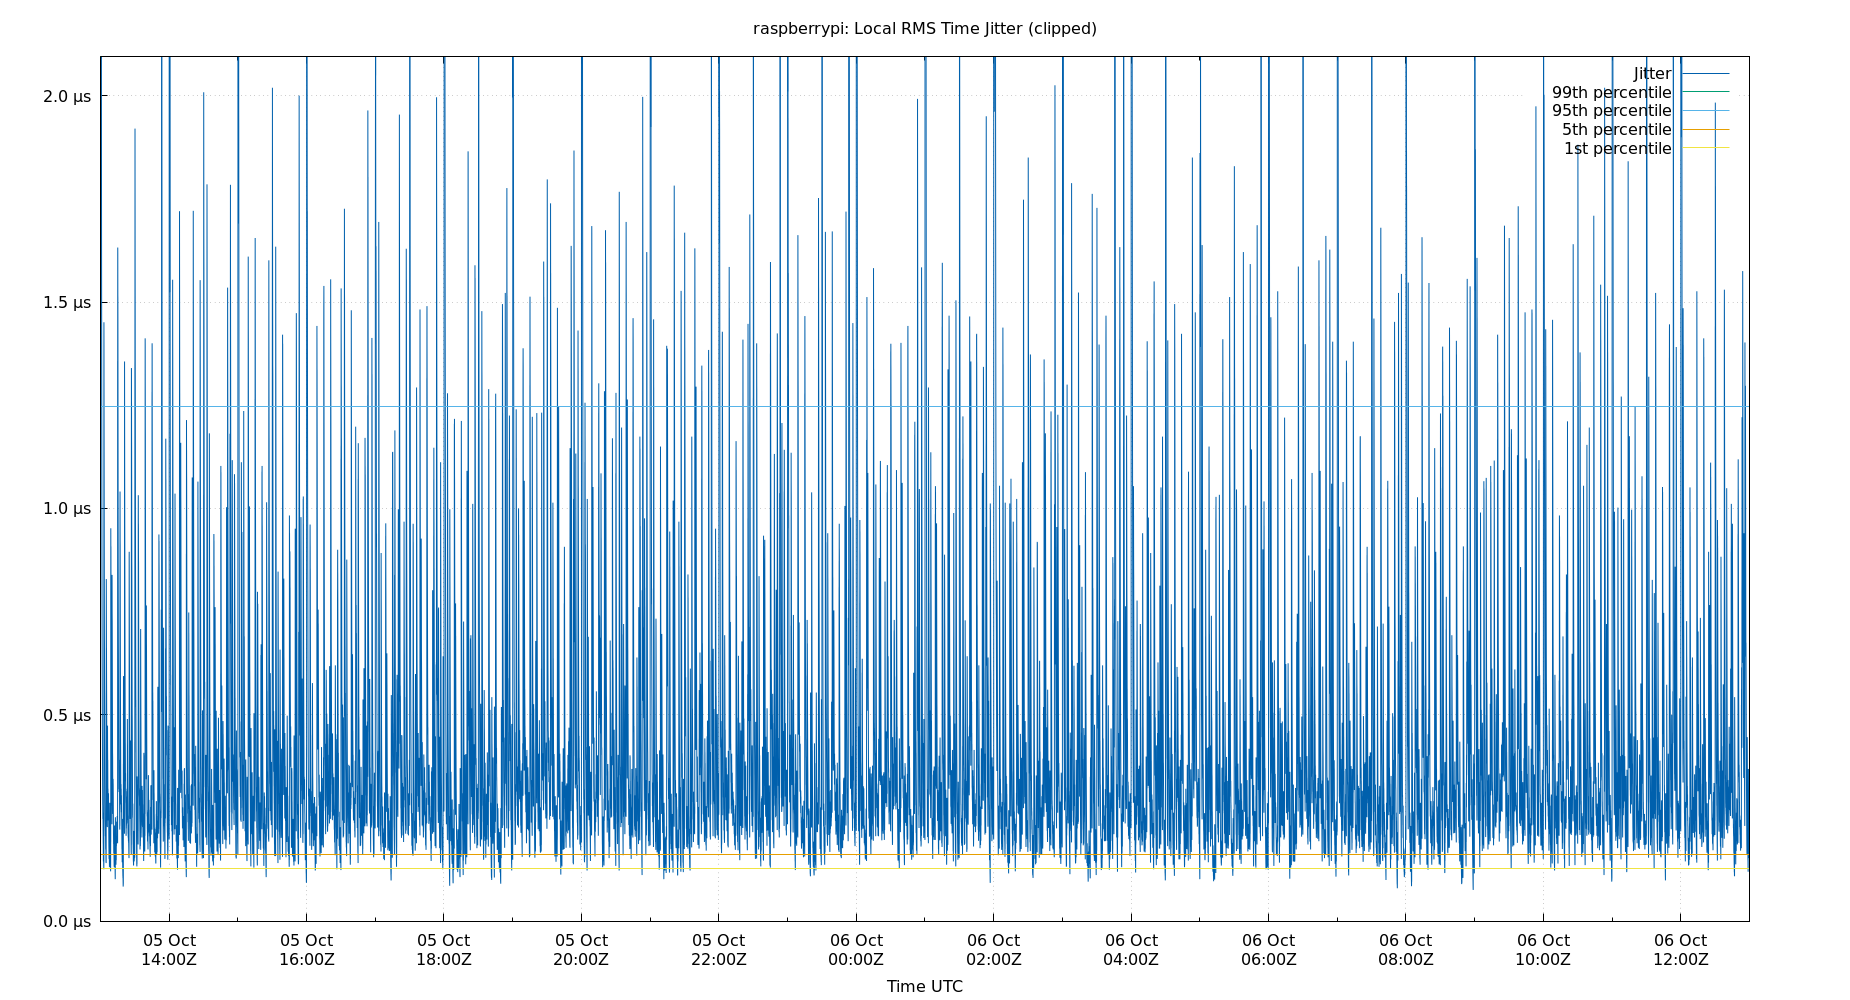 raspberrypi: Local RMS Time Jitter (clipped)
Jitter
99th percentile
95th percentile
5th percentile
1st percentile
2.0 µs
1.5 µs
1.0 µs
0.5 µs
0.0 µs
05 Oct 05 Oct 05 Oct 05 Oct 05 Oct 06 Oct 06 Oct 06 Oct 06 Oct 06 Oct 06 Oct 06 Oct
14:00Z 16:00Z 18:00Z 20:00Z 22:00Z 00:00Z 02:00Z 04:00Z 06:00Z 08:00Z 10:00Z 12:00Z
Time UTC